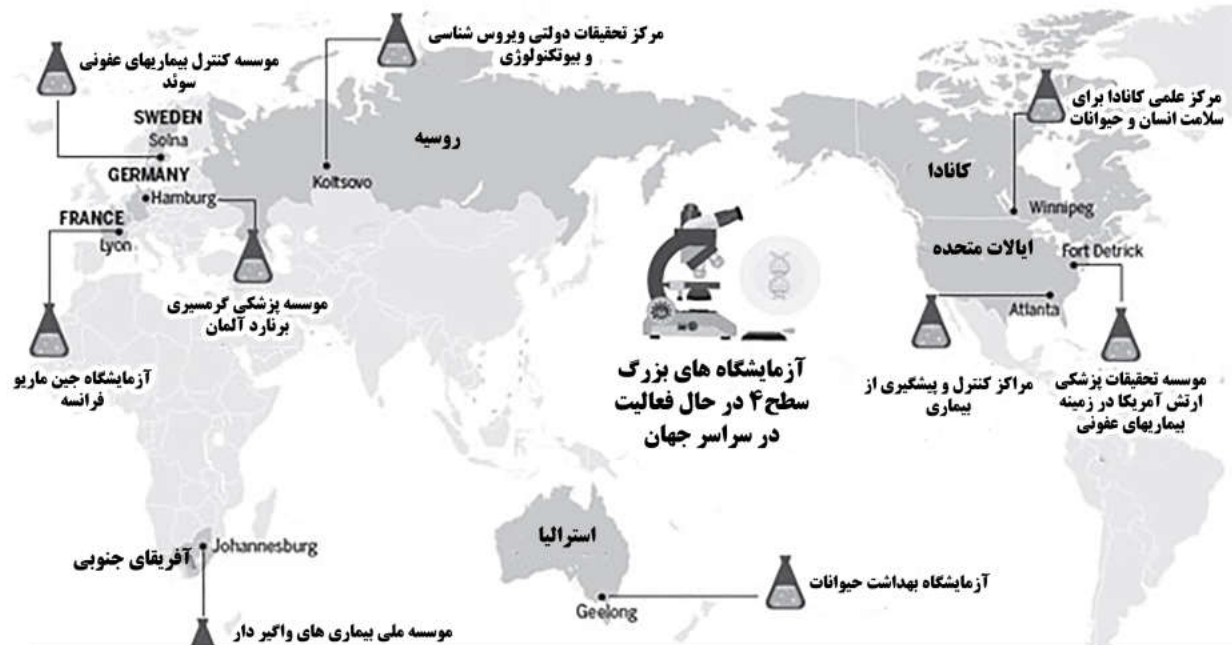 مرکز تحقیقات دولتی ویروس شناسی
و بیوتکنولوژی
موسسه کنترل بیماریهای عفونی
سوئد
مرکز علمی کانادا برای
سلامت انسان و حیوانات
SWEDEN
Solna
روسیه
Koltsovo
کانادا
Winnipeg
GERMANY
Hamburg
FRANCE
Lyon
ایالات متحده
Fort Detrick
Atlanta
موسسه پزشکی گرمسیری
برنارد آلمان
آزمایشگاه جین ماریو
فرانسه
آزمایشگاه های بزرگ
سطح۴ در حال فعالیت
در سراسر جهان
مراکز کنترل و پیشگیری از
بیماری
موسسه تحقیقات پزشکی
ارتش آمریکا در زمینه
بیماریهای عفونی
استرالیا
Geelong
آزمایشگاه بهداشت حیوانات
آفریقای جنوبی
Johannesburg
موسسه ملی بیماری های واگیر دار